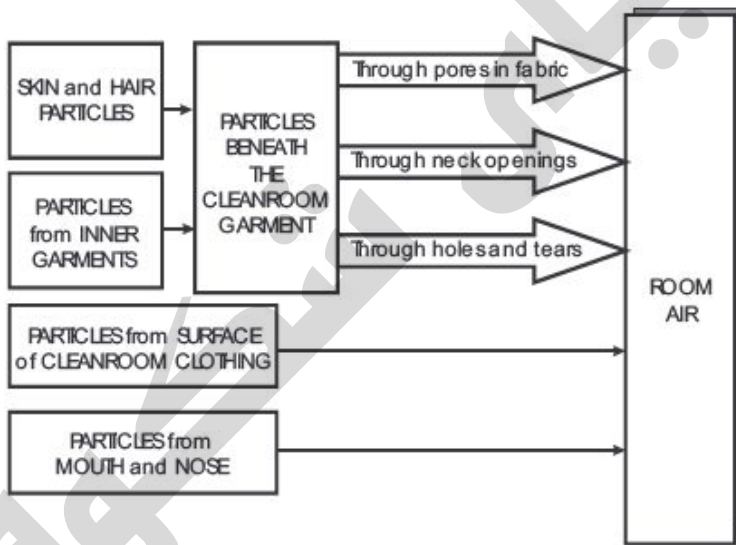 SKIN and HAIR
PARTICLES
PARTICLES
from INNER
GARMENTS
PARTICLES
BENEATH
THE
CLEANROOM
GARMENT
Through pores in fabric
Through neck openings
Through holes and tears
PARTICLES from SURFACE
of CLEANROOM CLOTHING
PARTICLES from
MOUTH and NOSE
ROOM
AIR